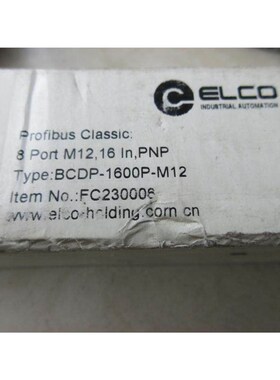 ELCO
INDUSTRIAL AUTOMATION
Profibus Classic:
8 Port M12,16 In,PNP
Type:BCDP-1600P-M12
Item No.:FC230006
www.elco-holding.com.cn